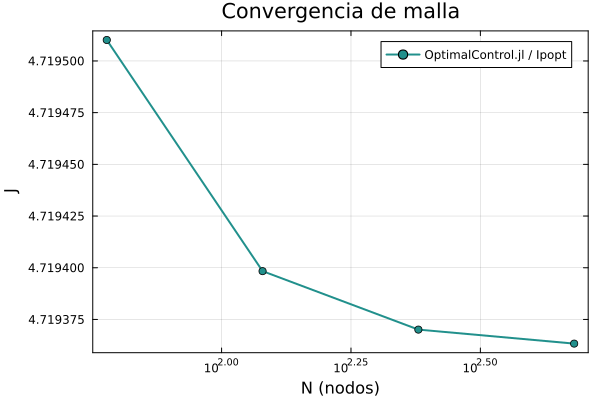 Convergencia de malla
OptimalControl.jl / Ipopt
4.719500
4.719475
4.719450
4.719425
4.719400
4.719375
J
10^2.00
10^2.25
10^2.50
N (nodos)